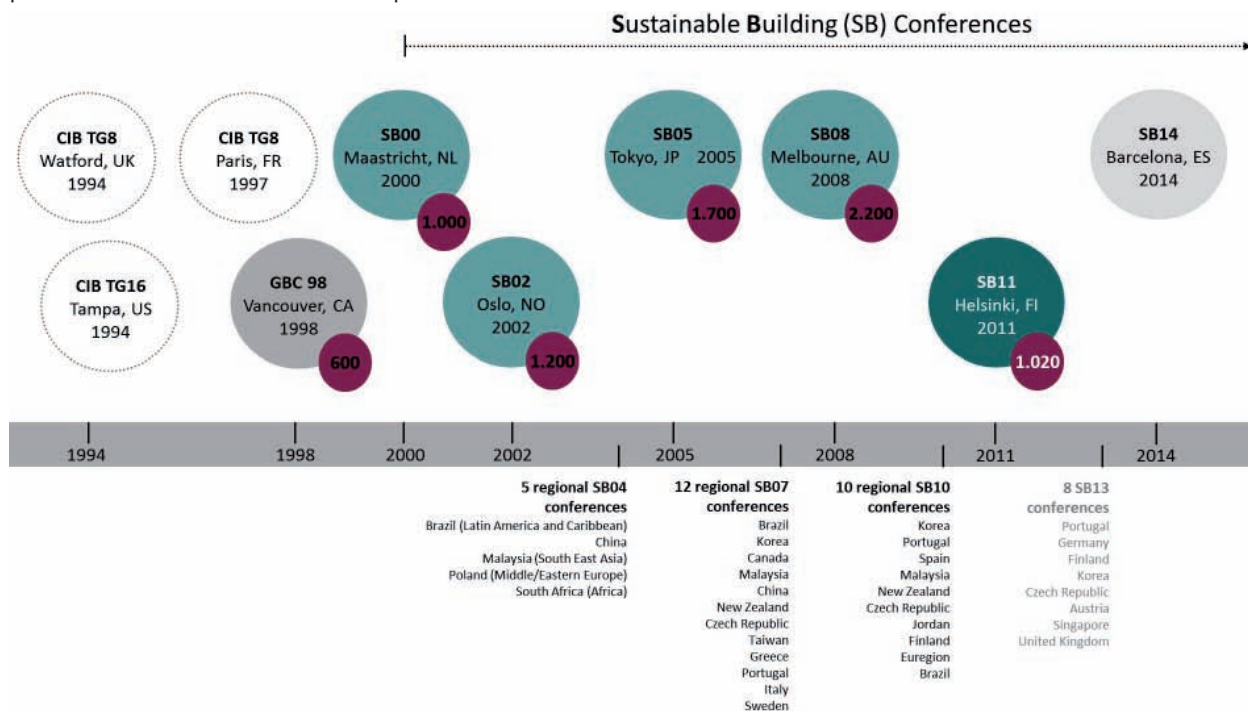 Sustainable Building (SB) Conferences
CIB TG8
Watford, UK
1994
CIB TG8
Paris, FR
1997
SB00
Maastricht, NL
2000
1.000
SB05
Tokyo, JP 2005
1.700
SB08
Melbourne, AU
2008
2.200
SB14
Barcelona, ES
2014
CIB TG16
Tampa, US
1994
GBC 98
Vancouver, CA
1998
600
SB02
Oslo, NO
2002
1.200
SB11
Helsinki, FI
2011
1.020
1994
1998
2000
2002
2005
2008
2011
2014
5 regional SB04
conferences
Brazil (Latin America and Caribbean)
China
Malaysia (South East Asia)
Poland (Middle/Eastern Europe)
South Africa (Africa)
12 regional SB07
conferences
Brazil
Korea
Canada
Malaysia
China
New Zealand
Czech Republic
Taiwan
Greece
Portugal
Italy
Sweden
10 regional SB10
conferences
Korea
Portugal
Spain
Malaysia
New Zealand
Czech Republic
Jordan
Finland
Euregion
Brazil
8 SB13
conferences
Portugal
Germany
Finland
Korea
Czech Republic
Austria
Singapore
United Kingdom